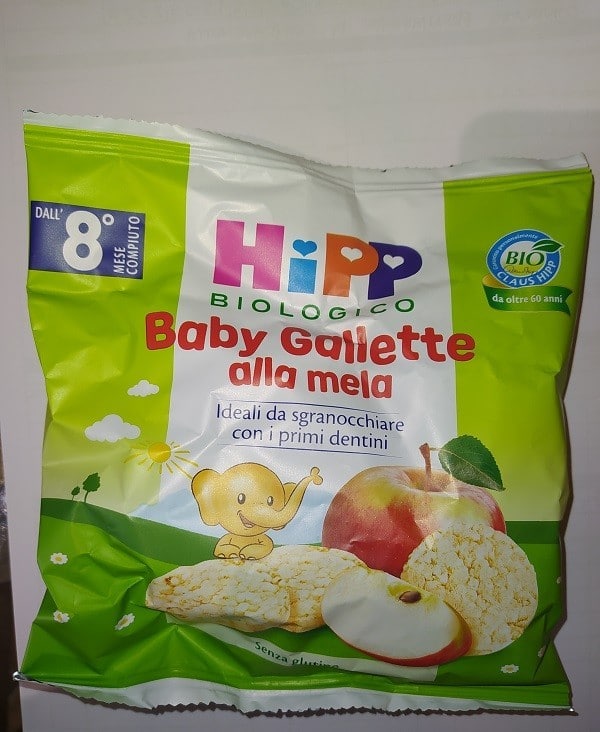 DALL'
8°
MESE
COMPIUTO
HiPP
BIOLOGICO
Baby Gallette
alla mela
Ideali da sgranocchiare
con i primi dentini
BIO
CLAUS HIPP
da oltre 60 anni
Senza glutine